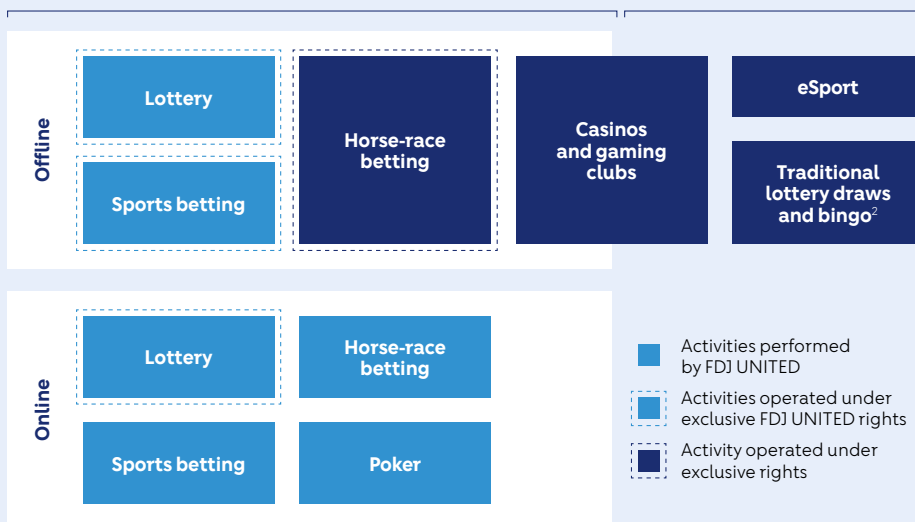 Offline
Lottery
Sports betting
Horse-race
betting
Casinos
and gaming
clubs
eSport
Traditional
lottery draws
and bingo²
Online
Lottery
Horse-race
betting
Sports betting
Poker
Activities performed
by FDJ UNITED
Activities operated under
exclusive FDJ UNITED rights
Activity operated under
exclusive rights